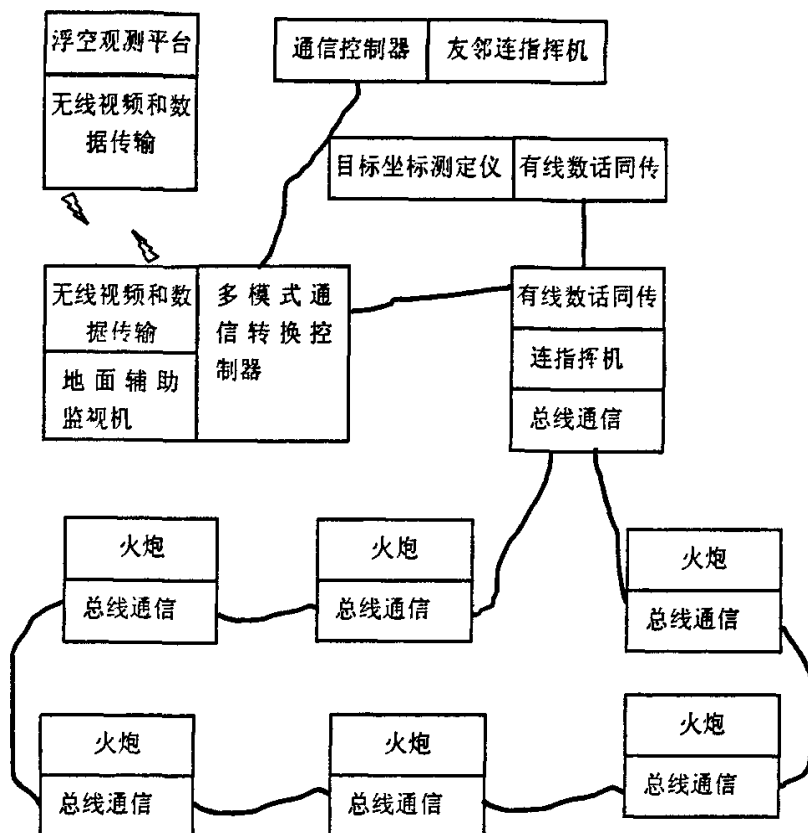 浮空观测平台
无线视频和数
据传输
通信控制器
友邻连指挥机
目标坐标测定仪
有线数话同传
无线视频和数
据传输
地面辅助
监视机
多模式通
信转换控
制器
有线数话同传
连指挥机
总线通信
火炮
总线通信
火炮
总线通信
火炮
总线通信
火炮
总线通信
火炮
总线通信
火炮
总线通信